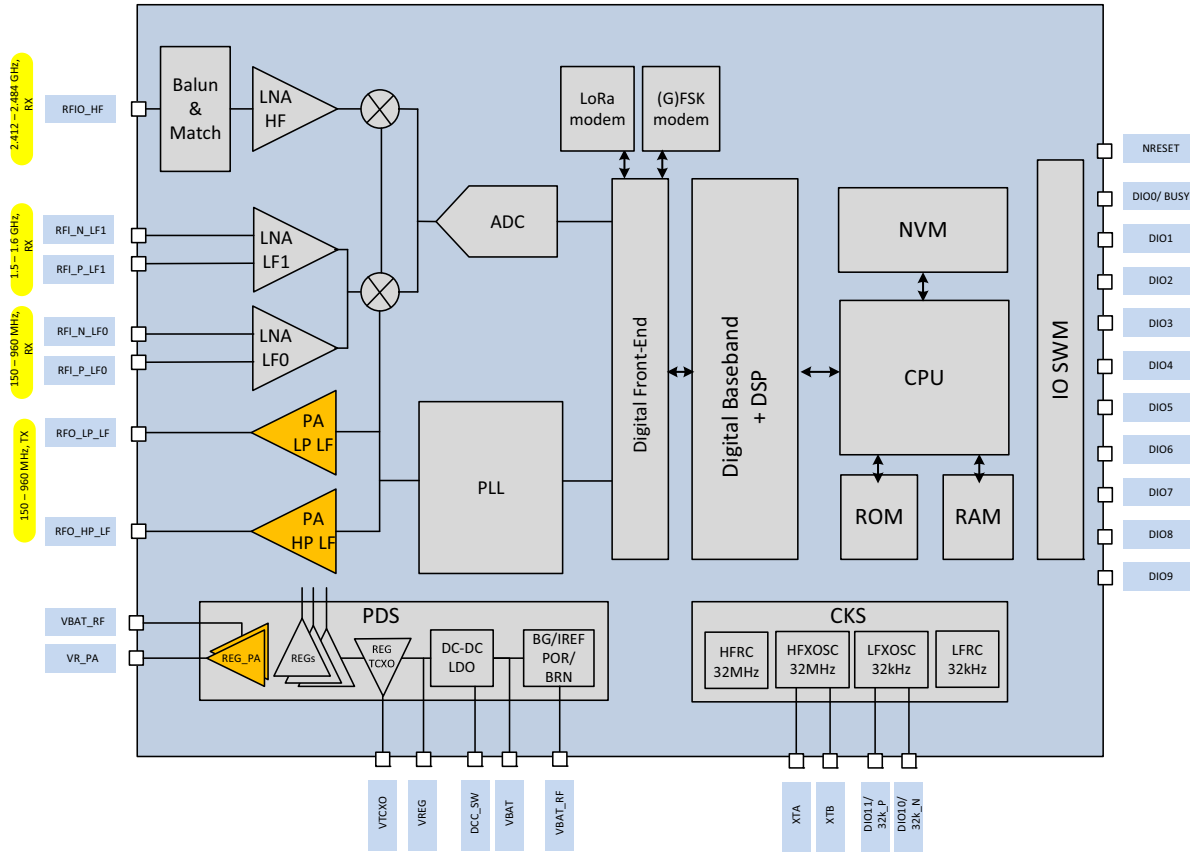 2.412 – 2.484 GHz,
RX
RFIO_HF
Balun
&
Match
LNA
HF
LoRa
modem
(G)FSK
modem
NRESET
DIO0/ BUSY
DIO1
DIO2
DIO3
DIO4
DIO5
DIO6
DIO7
DIO8
DIO9
1.5 – 1.6 GHz,
RX
RFI_N_LF1
RFI_P_LF1
LNA
LF1
ADC
NVM
150 – 960 MHz,
RX
RFI_N_LF0
RFI_P_LF0
LNA
LF0
Digital Front-End
Digital Baseband
+ DSP
CPU
IO SWM
150 – 960 MHz, TX
RFO_LP_LF
PA
LP LF
RFO_HP_LF
PA
HP LF
PLL
ROM
RAM
VBAT_RF
VR_PA
PDS
REG_PA
REGs
REG
TCXO
DC-DC
LDO
BG/IREF
POR/
BRN
CKS
HFRC
32MHz
HFXOSC
32MHz
LFXOSC
32kHz
LFRC
32kHz
VTCXO
VREG
DCC_SW
VBAT
VBAT_RF
XTA
XTB
DIO11/
32k_P
DIO10/
32k_N